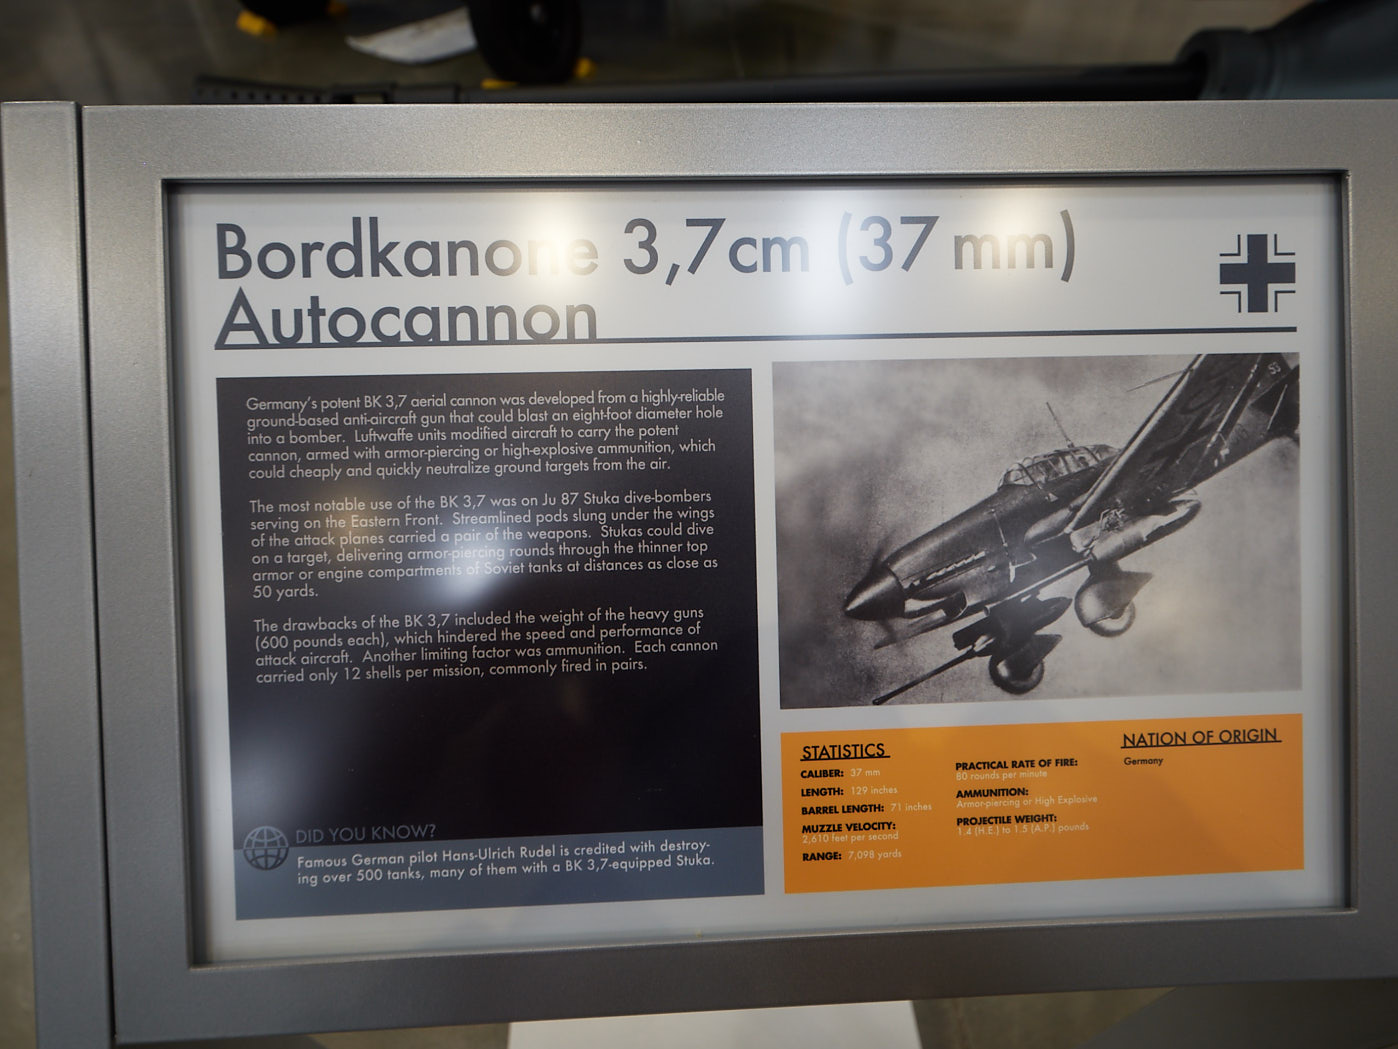 Bordkanone 3,7cm (37 mm)
Autocannon
Germany's potent BK 3,7 aerial cannon was developed from a highly-reliable
ground-based anti-aircraft gun that could blast an eight-foot diameter hole
into a bomber. Luftwaffe units modified aircraft to carry the potent
cannon, armed with armor-piercing or high-explosive ammunition, which
could cheaply and quickly neutralize ground targets from the air.
The most notable use of the BK 3,7 was on Ju 87 Stuka dive-bombers
serving on the Eastern Front. Streamlined pods slung under the wings
of the attack planes carried a pair of the weapons. Stukas could dive
on a target, delivering armor-piercing rounds through the thinner top
armor or engine compartments of Soviet tanks at distances as close as
50 yards.
The drawbacks of the BK 3,7 included the weight of the heavy guns
(600 pounds each), which hindered the speed and performance of
attack aircraft. Another limiting factor was ammunition. Each cannon
carried only 12 shells per mission, commonly fired in pairs.
DID YOU KNOW?
Famous German pilot Hans-Ulrich Rudel is credited with destroy-
ing over 500 tanks, many of them with a BK 3,7-equipped Stuka.
STATISTICS
CALIBER: 37 mm
LENGTH: 129 inches
BARREL LENGTH: 71 inches
MUZZLE VELOCITY:
2,610 feet per second
RANGE: 7,098 yards
PRACTICAL RATE OF FIRE:
80 rounds per minute
AMMUNITION:
Armor-piercing or High Explosive
PROJECTILE WEIGHT:
1.4 (H.E.) to 1.5 (A.P.) pounds
NATION OF ORIGIN
Germany